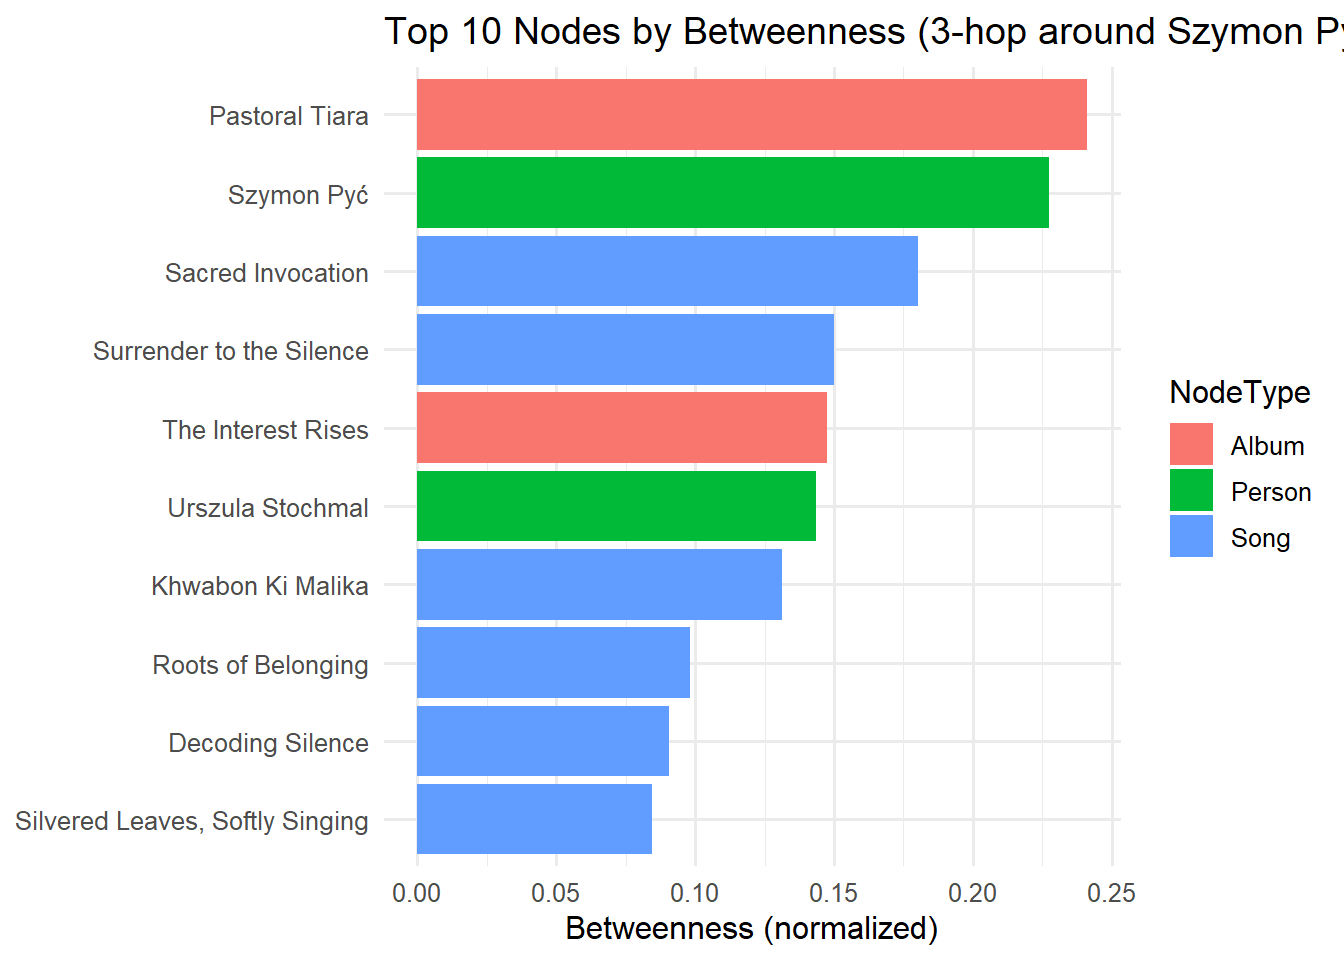 Top 10 Nodes by Betweenness (3-hop around Szymon Py
Pastoral Tiara
Szymon Pyć
Sacred Invocation
Surrender to the Silence
The Interest Rises
Urszula Stochmal
Khwabon Ki Malika
Roots of Belonging
Decoding Silence
Silvered Leaves, Softly Singing
0.00 0.05 0.10 0.15 0.20 0.25
Betweenness (normalized)
NodeType
Album
Person
Song